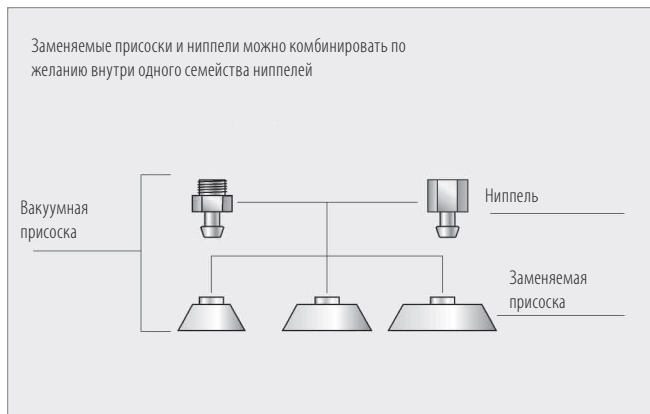 Заменяемые присоски и ниппели можно комбинировать по
желанию внутри одного семейства ниппелей
Вакуумная
присоска
Ниппель
Заменяемая
присоска